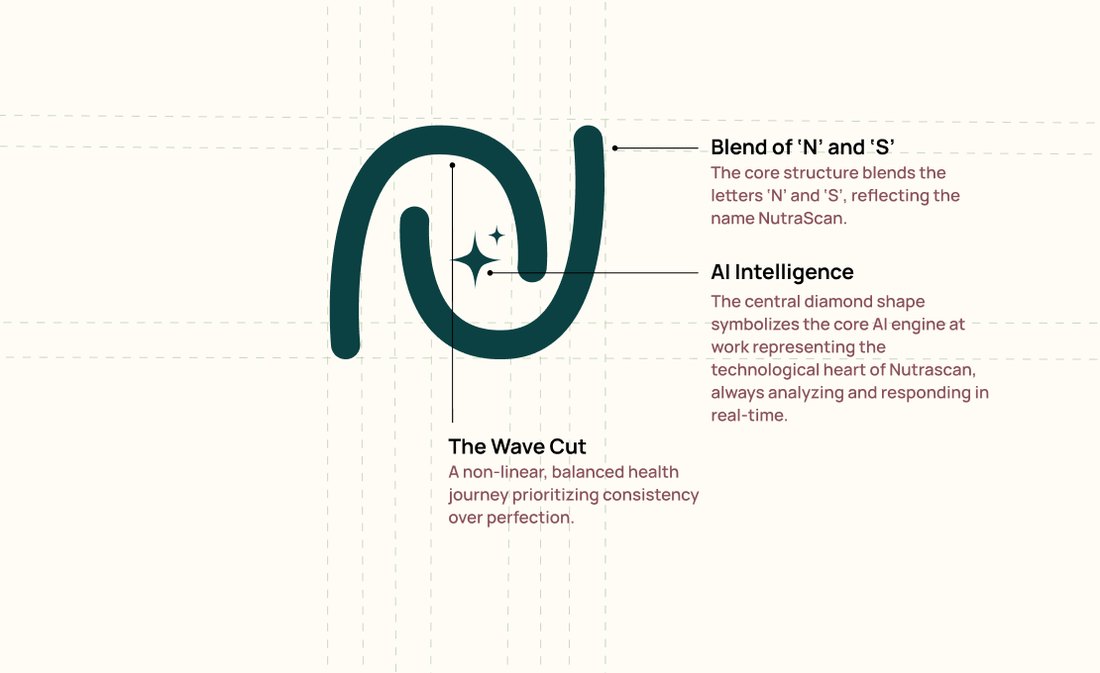 Blend of ‘N’ and ‘S’
The core structure blends the
letters ‘N’ and ‘S’, reflecting the
name NutraScan.
AI Intelligence
The central diamond shape
symbolizes the core AI engine at
work representing the
technological heart of Nutrascan,
always analyzing and responding in
real-time.
The Wave Cut
A non-linear, balanced health
journey prioritizing consistency
over perfection.